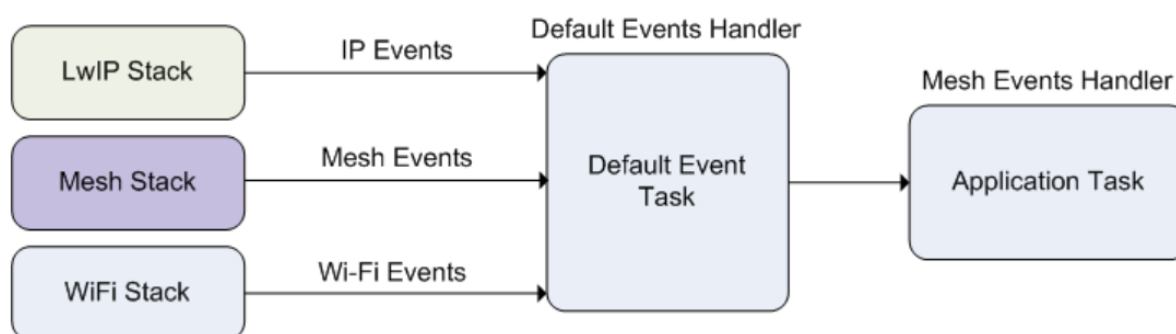 Default Events Handler
LwIP Stack
IP Events
Mesh Events Handler
Mesh Stack
Mesh Events
Default Event
Task
Application Task
WiFi Stack
Wi-Fi Events